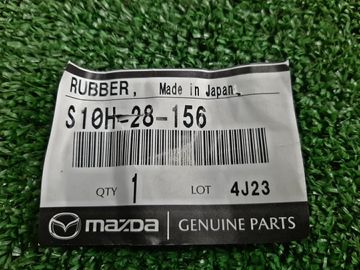 RUBBER, Made in Japan.
S10H-28-156
QTY 1 LOT 4J23
mazda GENUINE PARTS